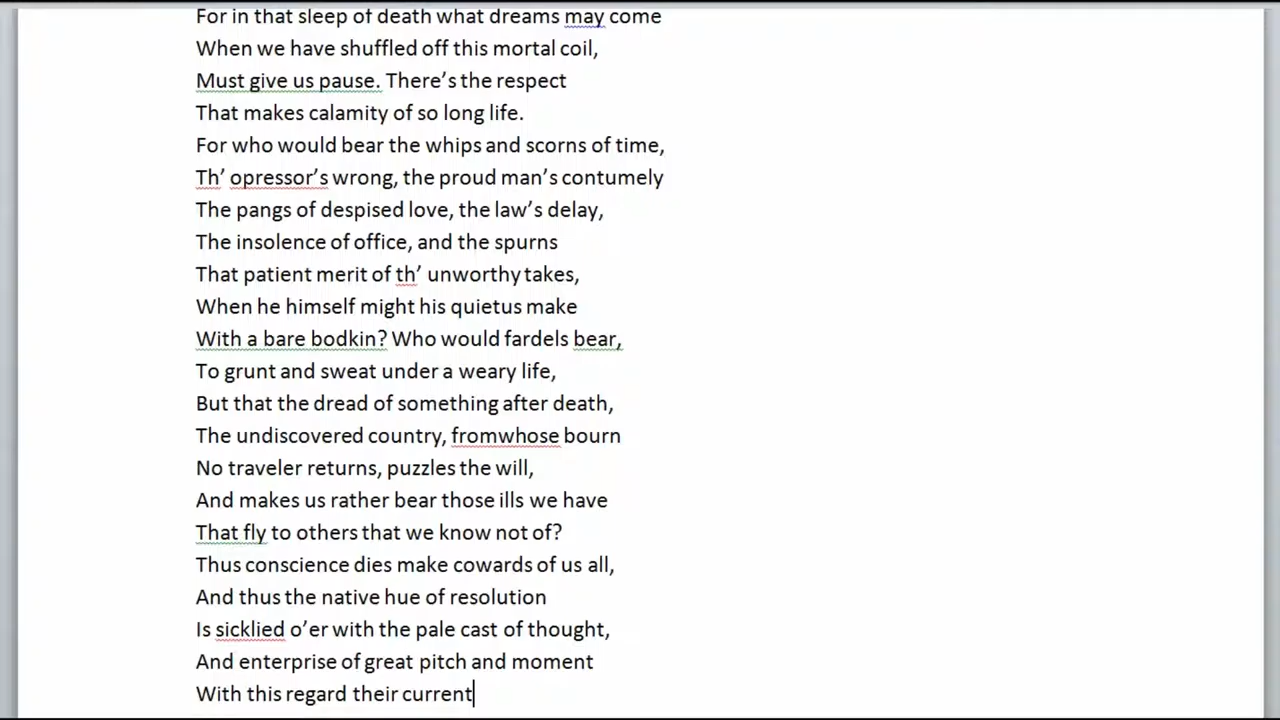 For in that sleep of death what dreams may come
When we have shuffled off this mortal coil,
Must give us pause. There’s the respect
That makes calamity of so long life.
For who would bear the whips and scorns of time,
Th’ opressor’s wrong, the proud man’s contumely
The pangs of despised love, the law’s delay,
The insolence of office, and the spurns
That patient merit of th’ unworthy takes,
When he himself might his quietus make
With a bare bodkin? Who would fardels bear,
To grunt and sweat under a weary life,
But that the dread of something after death,
The undiscovered country, fromwhose bourn
No traveler returns, puzzles the will,
And makes us rather bear those ills we have
That fly to others that we know not of?
Thus conscience dies make cowards of us all,
And thus the native hue of resolution
Is sicklied o’er with the pale cast of thought,
And enterprise of great pitch and moment
With this regard their current